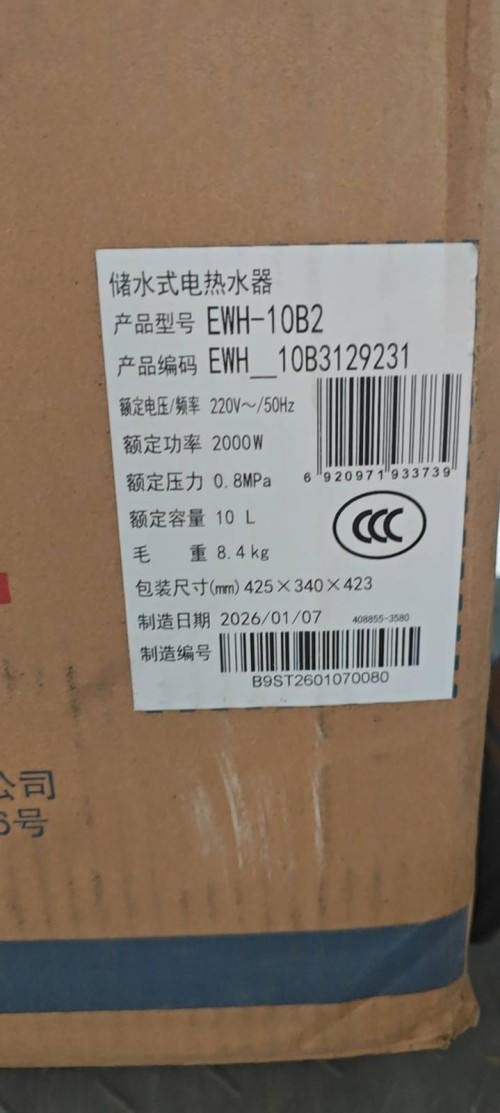 储水式电热水器
产品型号 EWH-10B2
产品编码 EWH__10B3129231
额定电压/频率 220V～/50Hz
额定功率 2000W
额定压力 0.8MPa
6 920971 933739
额定容量 10 L
CCC
毛 重 8.4kg
包装尺寸(mm) 425×340×423
制造日期 2026/01/07
408855-3580
制造编号
B9ST2601070080
公司
6号